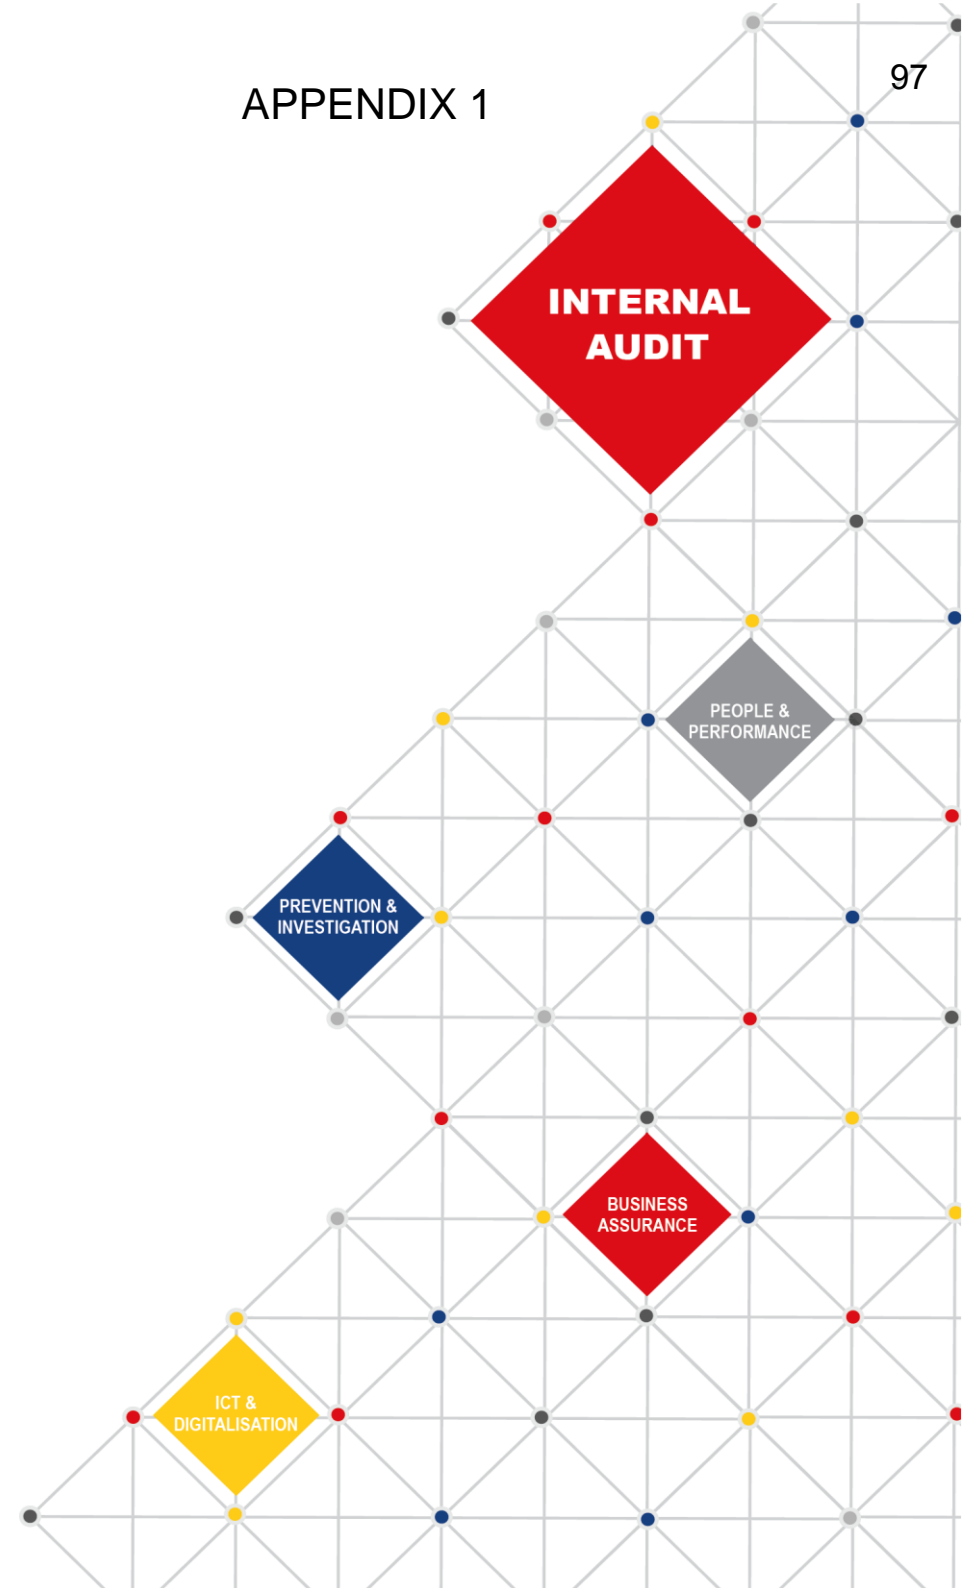 97
APPENDIX 1
INTERNAL
AUDIT
PEOPLE &
PERFORMANCE
PREVENTION &
INVESTIGATION
BUSINESS
ASSURANCE
ICT &
DIGITALISATION